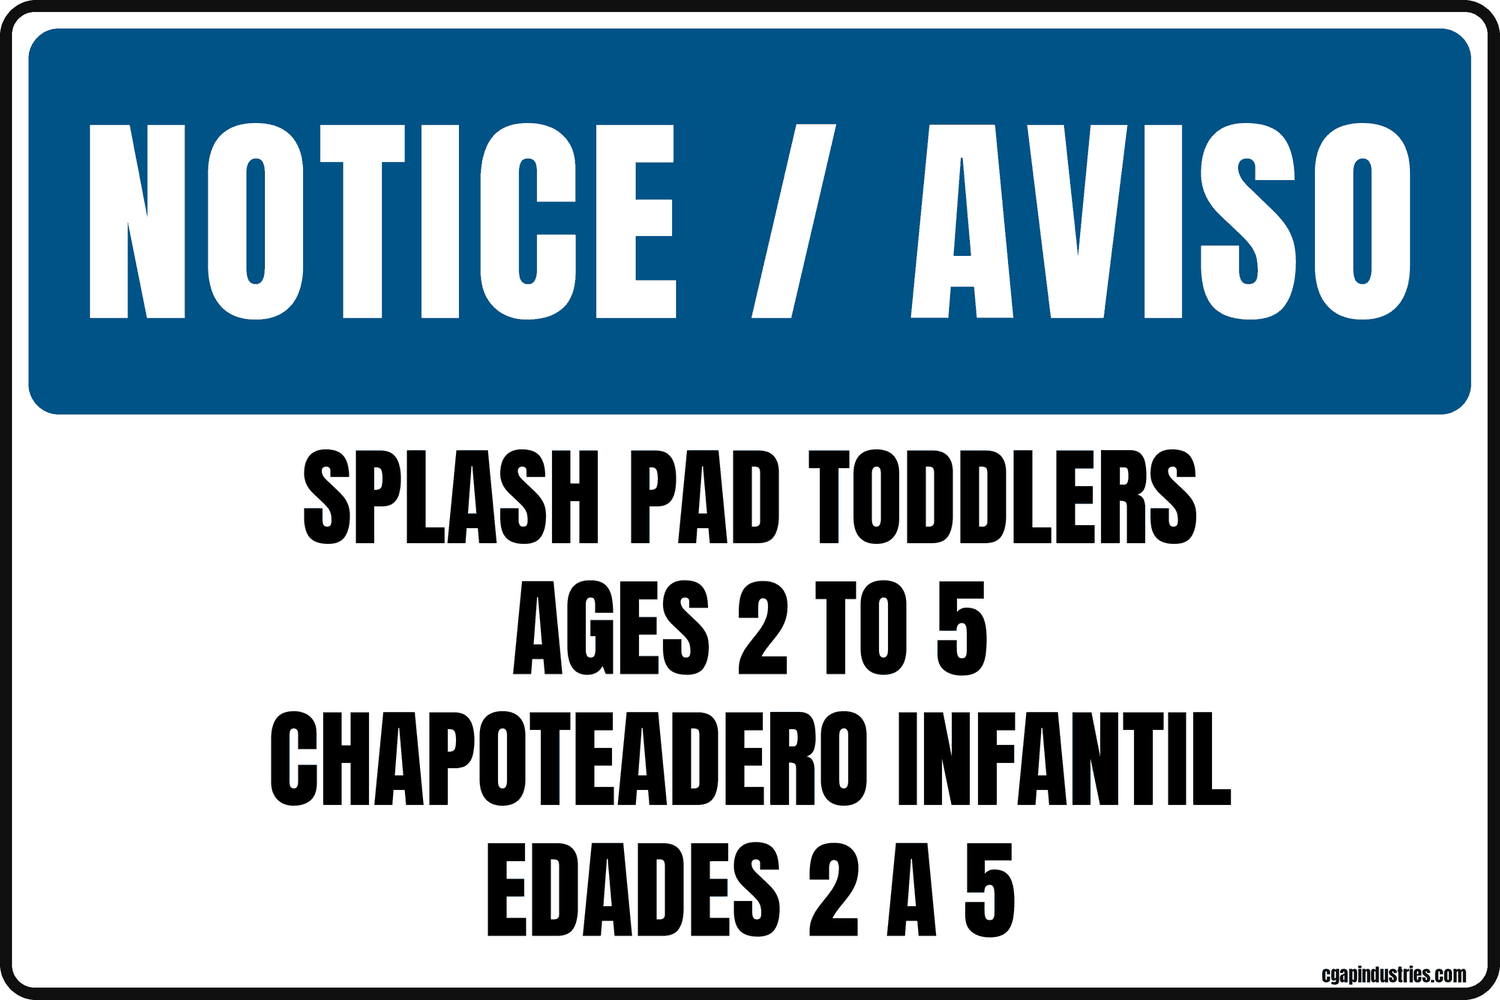 NOTICE / AVISO
SPLASH PAD TODDLERS
AGES 2 TO 5
CHAPOTEADERO INFANTIL
EDADES 2 A 5
cgapindustries.com